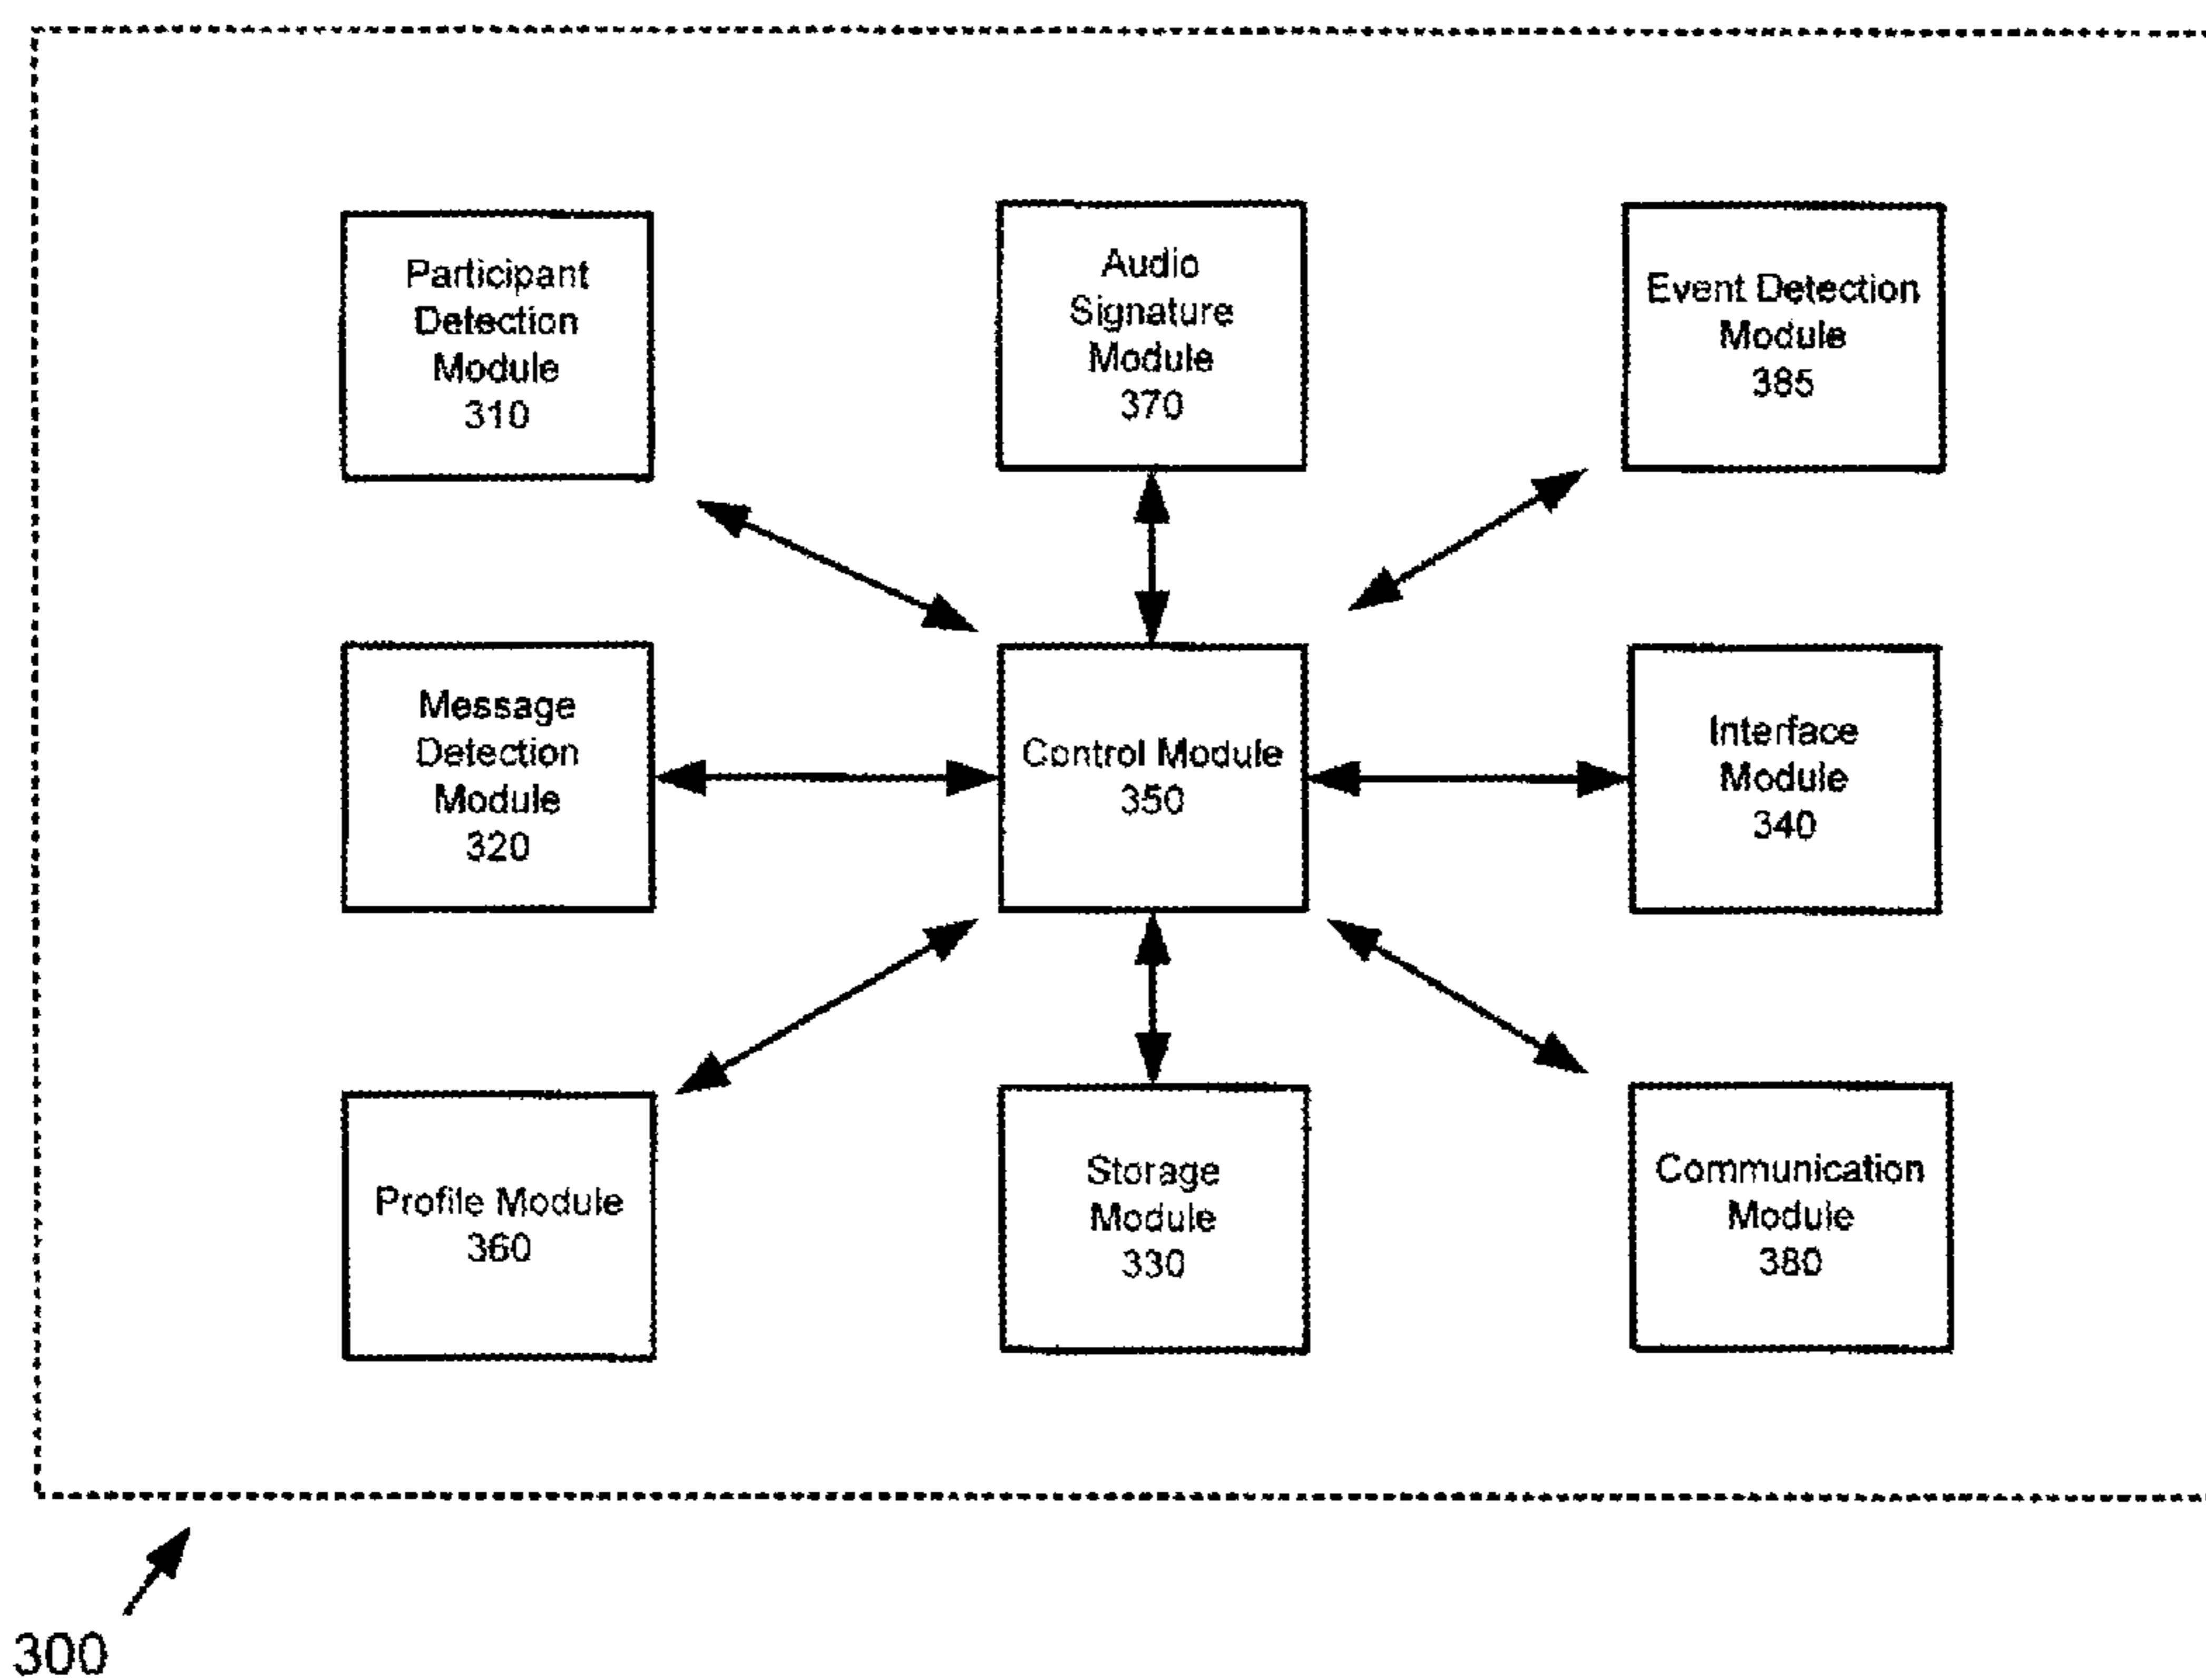 Participant
Detection
Module
310
Audio
Signature
Module
370
Event Detection
Module
385
Message
Detection
Module
320
Control Module
350
Interface
Module
340
Profile Module
360
Storage
Module
330
Communication
Module
380
300